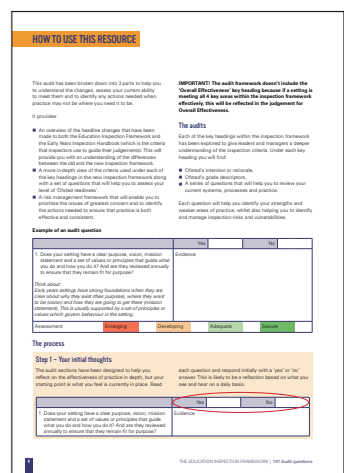 HOW TO USE THIS RESOURCE
This audit has been broken down into 3 parts to help you
to understand the changes, assess your current ability
to meet them and to identify any actions needed when
practice may not be where you need it to be.
It provides:
An overview of the headline changes that have been
made to both the Education Inspection Framework and
the Early Years Inspection Handbook (which is the criteria
that inspectors use to guide their judgements). This will
provide you with an understanding of the differences
between the old and the new inspection framework.
A more in-depth view of the criteria used under each of
the key headings in the new inspection framework along
with a set of questions that will help you to assess your
level of 'Ofsted readiness'.
A risk management framework that will enable you to
prioritise the issues of greatest concern and to identify
the actions needed to ensure that practice is both
effective and consistent.
IMPORTANT! The audit framework doesn't include the
'Overall Effectiveness' key heading because if a setting is
meeting all 4 key areas within the inspection framework
effectively, this will be reflected in the judgement for
Overall Effectiveness.
The audits
Each of the key headings within the inspection framework
has been explored to give leaders and managers a deeper
understanding of the inspection criteria. Under each key
heading you will find:
Ofsted's intention or rationale,
Ofsted's grade descriptors,
A series of questions that will help you to review your
current systems, processes and practice.
Each question will help you identify your strengths and
weaker areas of practice, whilst also helping you to identify
and manage inspection risks and vulnerabilities.
Example of an audit question
Yes No
1. Does your setting have a clear purpose, vision, mission
statement and a set of values or principles that guide what
you do and how you do it? And are they reviewed annually
to ensure that they remain fit for purpose?
Evidence
Think about:
Early years settings have strong foundations when they are
clear about why they exist (their purpose), where they want
to be (vision) and how they are going to get there (mission
statement). This is usually supported by a set of principles or
values which govern behaviour in the setting.
Assessment Emerging Developing Adequate Secure
The process
Step 1 – Your initial thoughts
The audit sections have been designed to help you
reflect on the effectiveness of practice in depth, but your
starting point is what you feel is currently in place. Read
each question and respond initially with a 'yes' or 'no'
answer. This is likely to be a reflection based on what you
see and hear on a daily basis.
Yes No
1. Does your setting have a clear purpose, vision, mission
statement and a set of principles that guide what
you do and how you do it? And are they reviewed
annually to ensure they remain fit for purpose?
Evidence
4
THE EDUCATION INSPECTION FRAMEWORK | 101 Audit questions